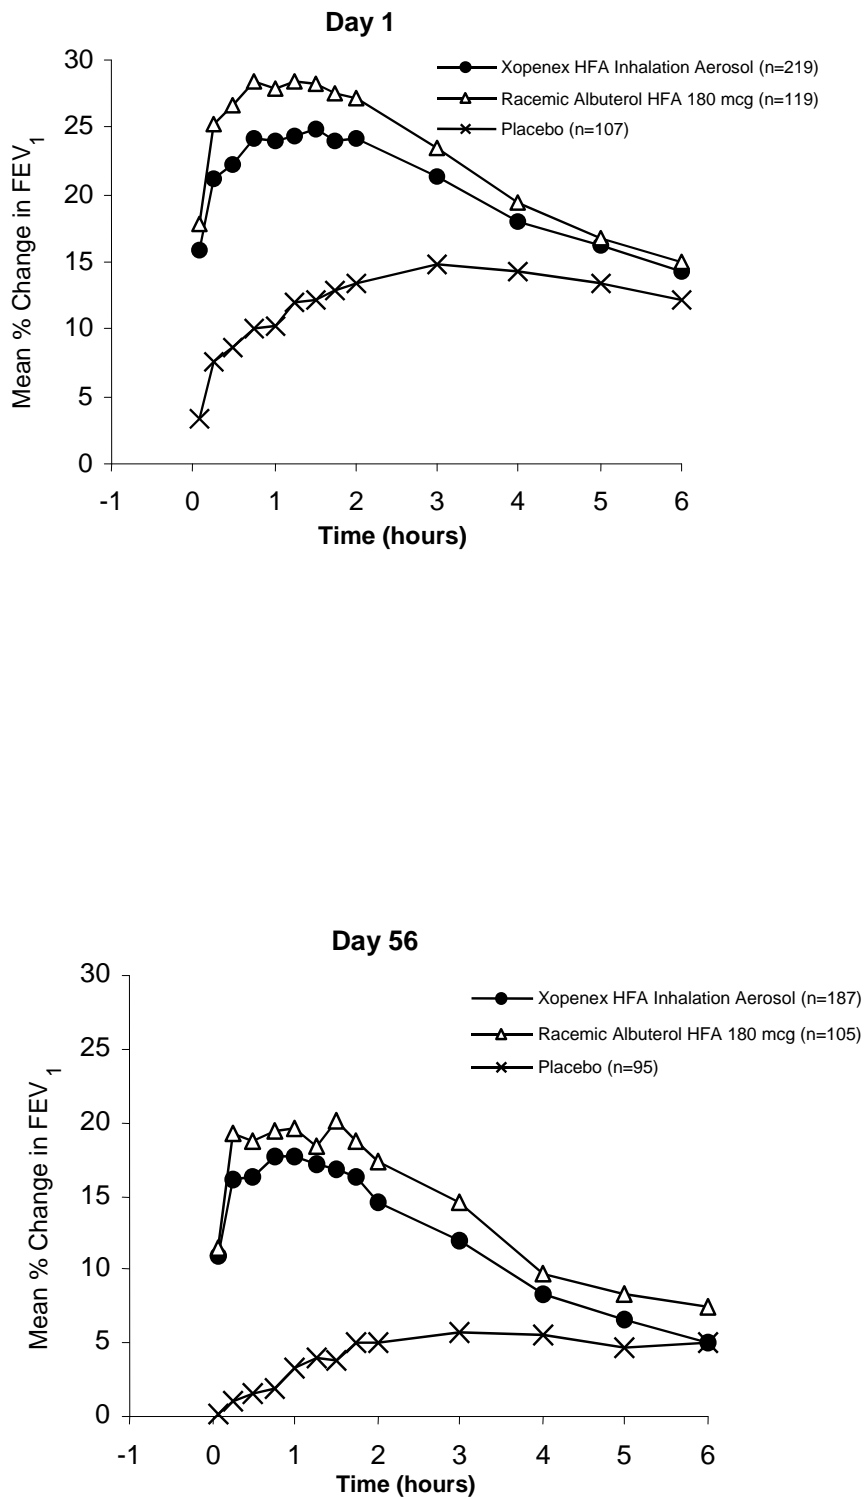 Day 1
30
25
20
15
10
5
0
Mean % Change in FEV1
Xopenex HFA Inhalation Aerosol (n=219)
Racemic Albuterol HFA 180 mcg (n=119)
Placebo (n=107)
-1 0 1 2 3 4 5 6
Time (hours)
Day 56
30
25
20
15
10
5
0
Mean % Change in FEV1
Xopenex HFA Inhalation Aerosol (n=187)
Racemic Albuterol HFA 180 mcg (n=105)
Placebo (n=95)
-1 0 1 2 3 4 5 6
Time (hours)